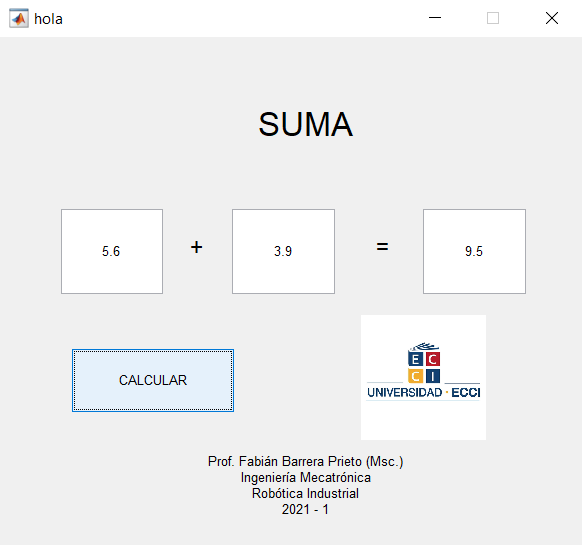 hola
SUMA
5.6 + 3.9 = 9.5
CALCULAR
E C
C I
UNIVERSIDAD · ECCI
Prof. Fabián Barrera Prieto (Msc.)
Ingeniería Mecatrónica
Robótica Industrial
2021 - 1